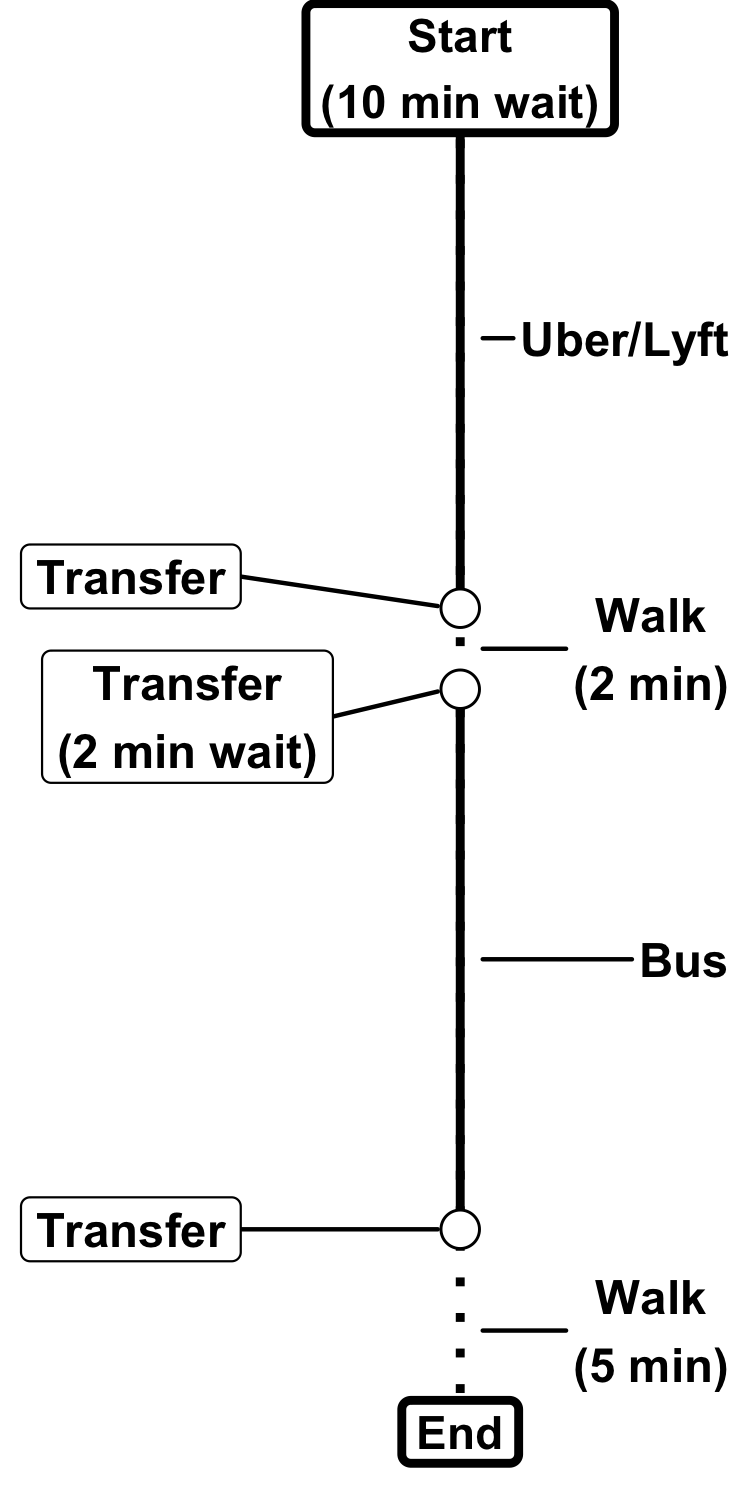 Start
(10 min wait)
Uber/Lyft
Transfer
Walk
(2 min)
Transfer
(2 min wait)
Bus
Transfer
Walk
(5 min)
End